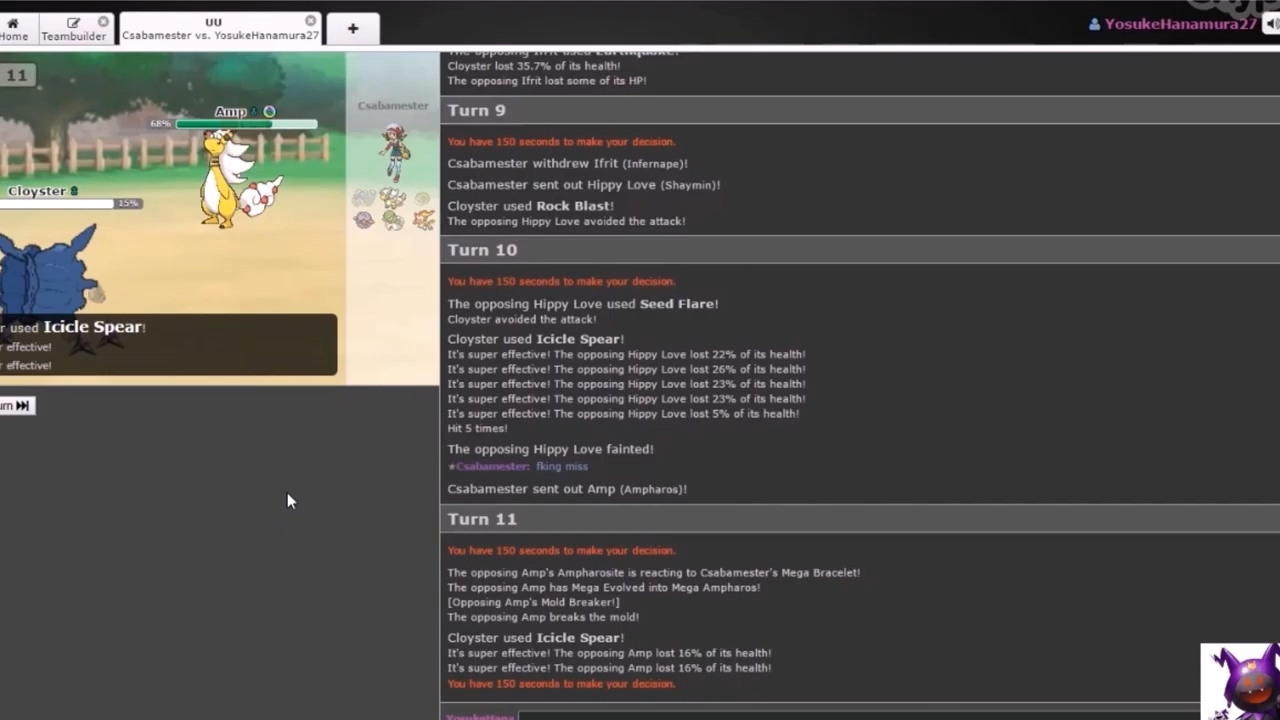 Home
Teambuilder
UU
Csabamester vs. YosukeHanamura27
YosukeHanamura27
11
Amp
68%
Csabamester
Cloyster
15%
used Icicle Spear!
effective!
effective!
The opposing Ifrit used Earthquake!
Cloyster lost 35.7% of its health!
The opposing Ifrit lost some of its HP!
Turn 9
You have 150 seconds to make your decision.
Csabamester withdrew Ifrit (Infernape)!
Csabamester sent out Hippy Love (Shaymin)!
Cloyster used Rock Blast!
The opposing Hippy Love avoided the attack!
Turn 10
You have 150 seconds to make your decision.
The opposing Hippy Love used Seed Flare!
Cloyster avoided the attack!
Cloyster used Icicle Spear!
It's super effective! The opposing Hippy Love lost 22% of its health!
It's super effective! The opposing Hippy Love lost 26% of its health!
It's super effective! The opposing Hippy Love lost 23% of its health!
It's super effective! The opposing Hippy Love lost 23% of its health!
It's super effective! The opposing Hippy Love lost 5% of its health!
Hit 5 times!
The opposing Hippy Love fainted!
★Csabamester: fking miss
Csabamester sent out Amp (Ampharos)!
Turn 11
You have 150 seconds to make your decision.
The opposing Amp's Ampharosite is reacting to Csabamester's Mega Bracelet!
The opposing Amp has Mega Evolved into Mega Ampharos!
[Opposing Amp's Mold Breaker!]
The opposing Amp breaks the mold!
Cloyster used Icicle Spear!
It's super effective! The opposing Amp lost 16% of its health!
It's super effective! The opposing Amp lost 16% of its health!
You have 150 seconds to make your decision.
YosukeHana